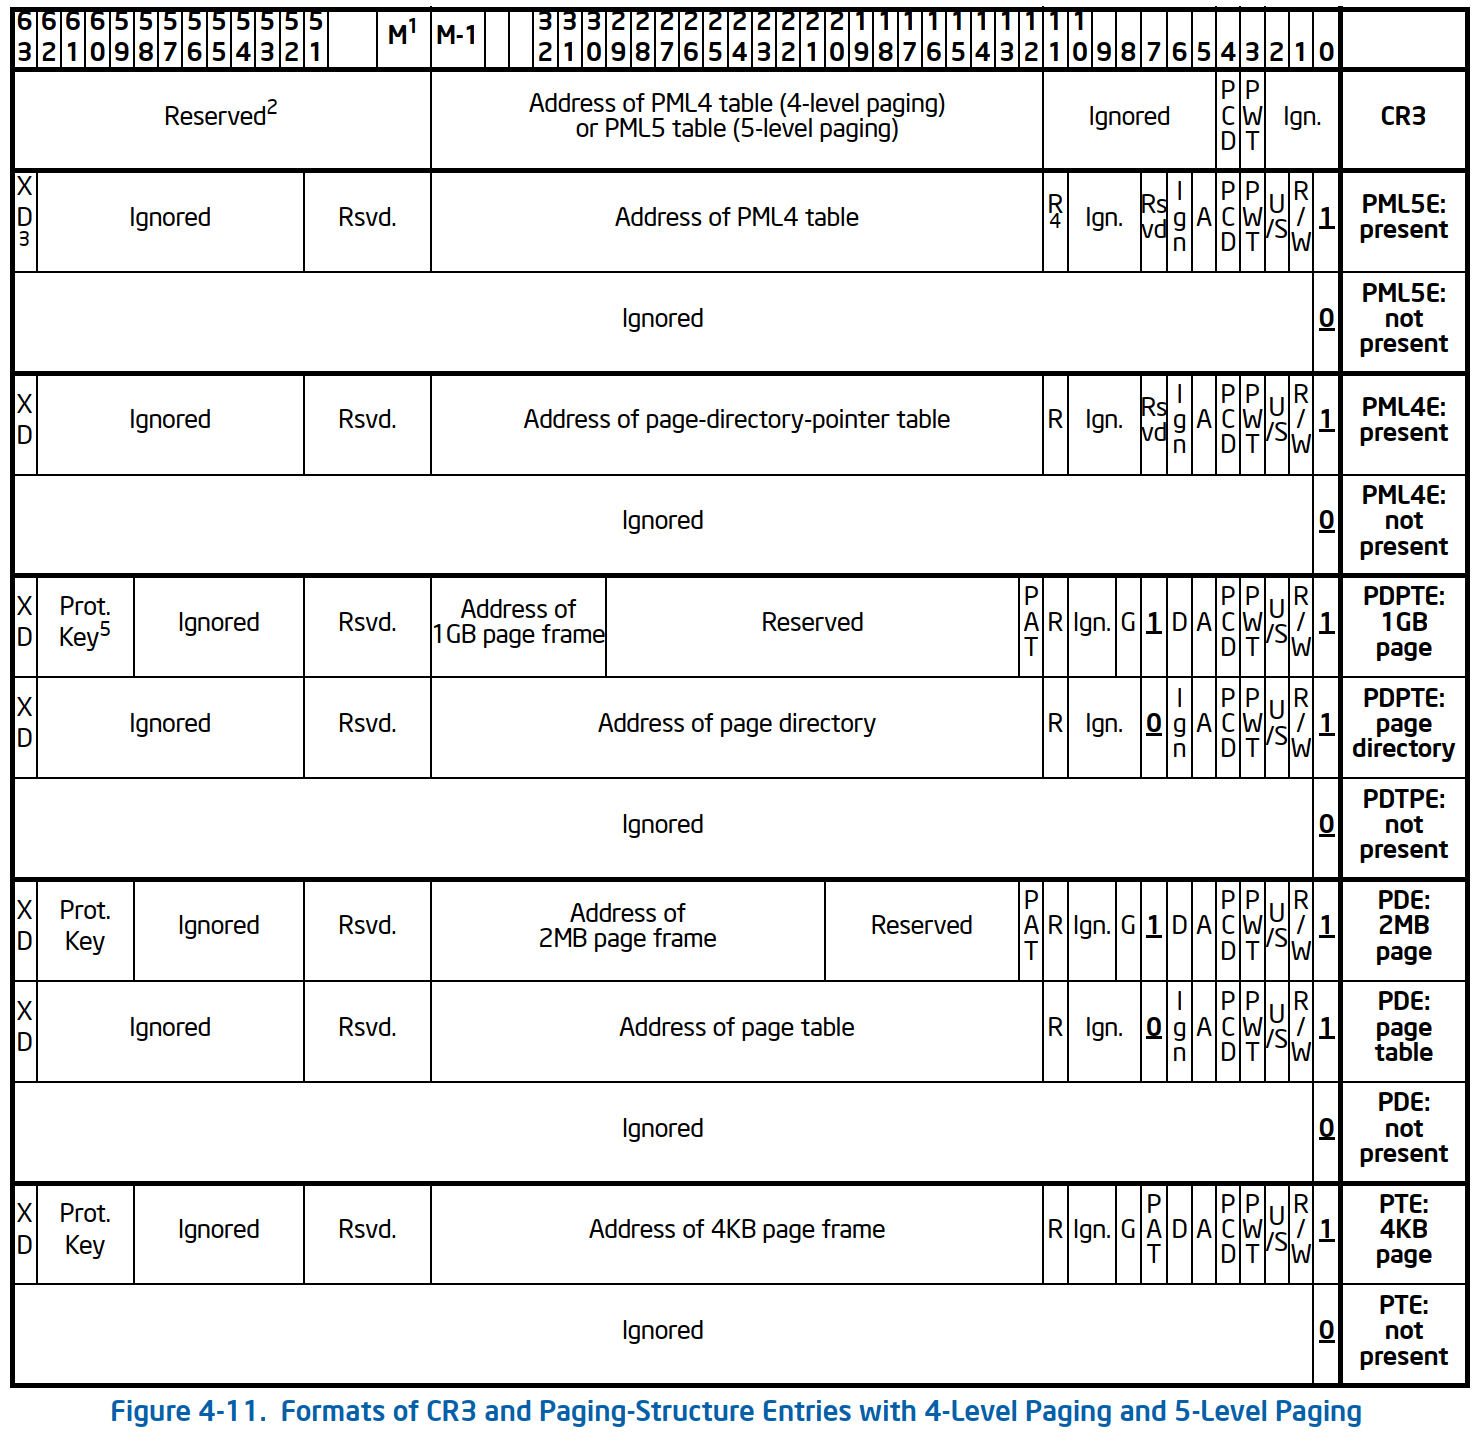 63 62 61 60 59 58 57 56 55 54 53 52 51 M1 M-1 32 31 30 29 28 27 26 25 24 23 22 21 20 19 18 17 16 15 14 13 12 11 10 9 8 7 6 5 4 3 2 1 0
Reserved2 Address of PML4 table (4-level paging) or PML5 table (5-level paging) Ignored PCD PWT Ign. CR3
XD3 Ignored Rsvd. Address of PML4 table R4 Ign. Rsvd Ign A PCD PWT U/S R/W 1 PML5E: present
Ignored 0 PML5E: not present
XD Ignored Rsvd. Address of page-directory-pointer table R Ign. Rsvd Ign A PCD PWT U/S R/W 1 PML4E: present
Ignored 0 PML4E: not present
XD Prot. Key5 Ignored Rsvd. Address of 1GB page frame Reserved PAT R Ign. G 1 D A PCD PWT U/S R/W 1 PDPTE: 1GB page
XD Ignored Rsvd. Address of page directory R Ign. 0 Ign A PCD PWT U/S R/W 1 PDPTE: page directory
Ignored 0 PDTPE: not present
XD Prot. Key Ignored Rsvd. Address of 2MB page frame Reserved PAT R Ign. G 1 D A PCD PWT U/S R/W 1 PDE: 2MB page
XD Ignored Rsvd. Address of page table R Ign. 0 Ign A PCD PWT U/S R/W 1 PDE: page table
Ignored 0 PDE: not present
XD Prot. Key Ignored Rsvd. Address of 4KB page frame R Ign. G PAT D A PCD PWT U/S R/W 1 PTE: 4KB page
Ignored 0 PTE: not present
Figure 4-11. Formats of CR3 and Paging-Structure Entries with 4-Level Paging and 5-Level Paging